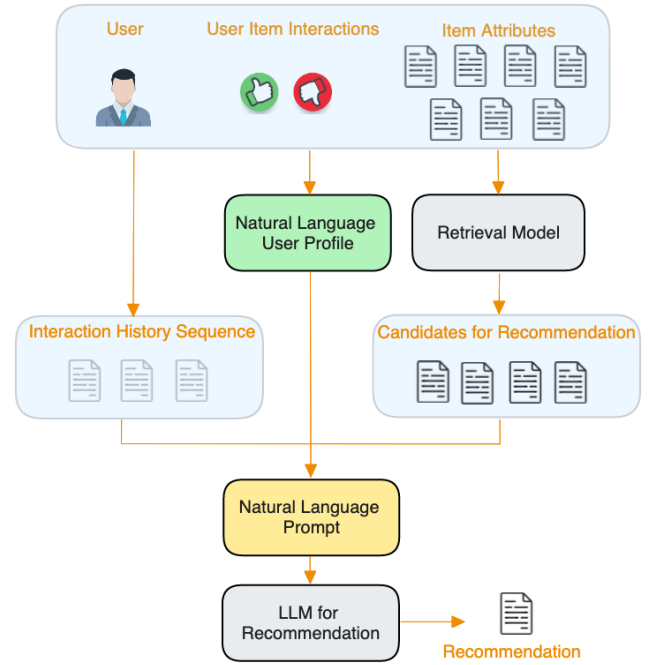 User
User Item Interactions
Item Attributes
Natural Language
User Profile
Retrieval Model
Interaction History Sequence
Candidates for Recommendation
Natural Language
Prompt
LLM for
Recommendation
Recommendation